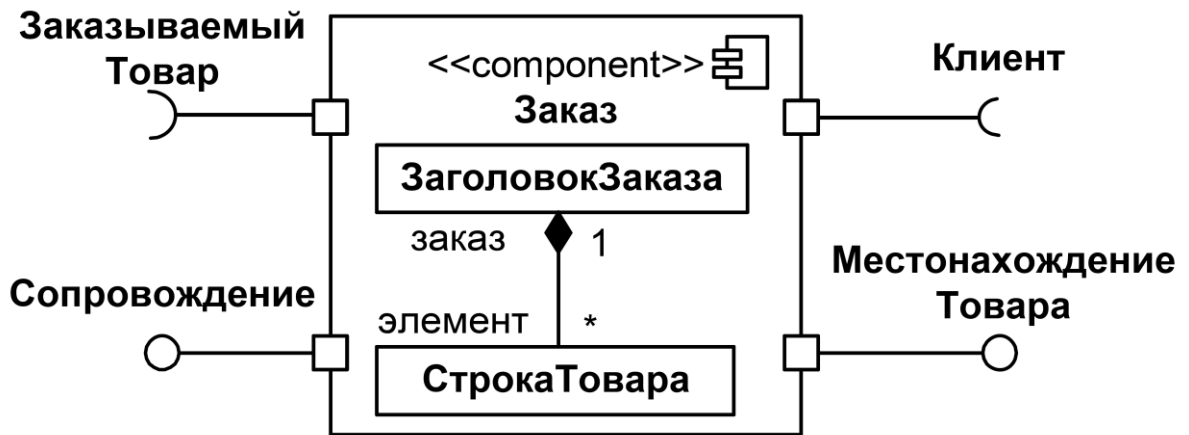 Заказываемый
Товар
<<component>>
Заказ
Клиент
ЗаголовокЗаказа
заказ 1
Сопровождение
Местонахождение
Товара
элемент *
СтрокаТовара